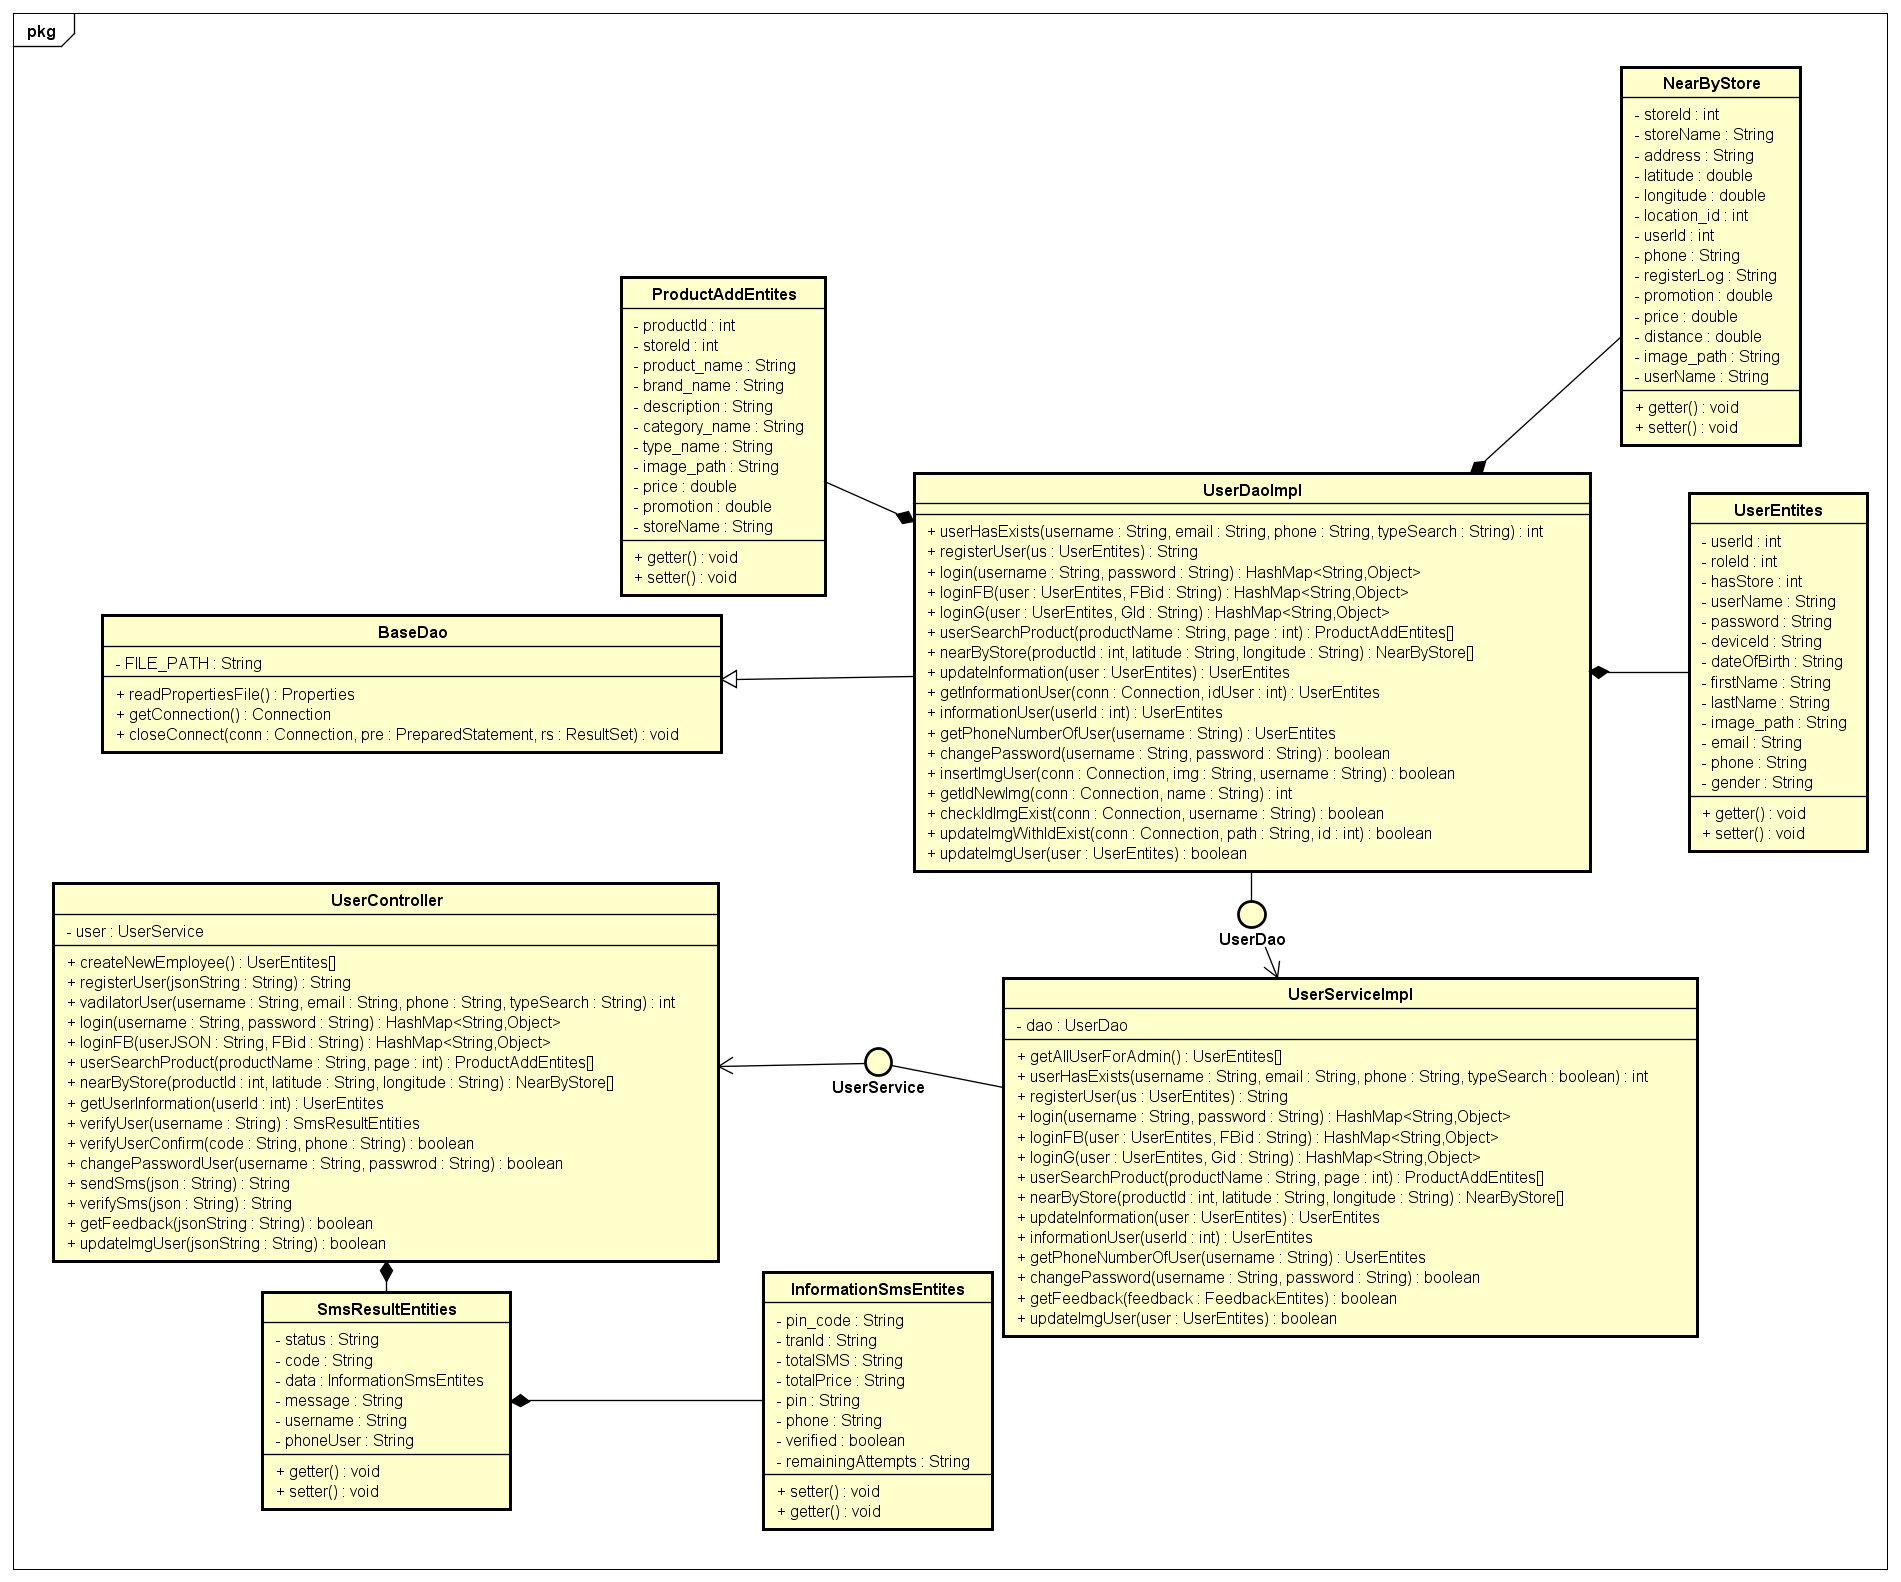 pkg
NearByStore
- storeId : int
- storeName : String
- address : String
- latitude : double
- longitude : double
- location_id : int
- userId : int
- phone : String
- registerLog : String
- promotion : double
- price : double
- distance : double
- image_path : String
- userName : String
+ getter() : void
+ setter() : void
ProductAddEntites
- productId : int
- storeId : int
- product_name : String
- brand_name : String
- description : String
- category_name : String
- type_name : String
- image_path : String
- price : double
- promotion : double
- storeName : String
+ getter() : void
+ setter() : void
UserDaoImpl
+ userHasExists(username : String, email : String, phone : String, typeSearch : String) : int
+ registerUser(us : UserEntites) : String
+ login(username : String, password : String) : HashMap<String,Object>
+ loginFB(user : UserEntites, FBid : String) : HashMap<String,Object>
+ loginG(user : UserEntites, GId : String) : HashMap<String,Object>
+ userSearchProduct(productName : String, page : int) : ProductAddEntites[]
+ nearByStore(productId : int, latitude : String, longitude : String) : NearByStore[]
+ updateInformation(user : UserEntites) : UserEntites
+ getInformationUser(conn : Connection, idUser : int) : UserEntites
+ informationUser(userId : int) : UserEntites
+ getPhoneNumberOfUser(username : String) : UserEntites
+ changePassword(username : String, password : String) : boolean
+ insertImgUser(conn : Connection, img : String, username : String) : boolean
+ getIdNewImg(conn : Connection, name : String) : int
+ checkIdImgExist(conn : Connection, username : String) : boolean
+ updateImgWithIdExist(conn : Connection, path : String, id : int) : boolean
+ updateImgUser(user : UserEntites) : boolean
UserEntites
- userId : int
- roleId : int
- hasStore : int
- userName : String
- password : String
- deviceId : String
- dateOfBirth : String
- firstName : String
- lastName : String
- image_path : String
- email : String
- phone : String
- gender : String
+ getter() : void
+ setter() : void
BaseDao
- FILE_PATH : String
+ readPropertiesFile() : Properties
+ getConnection() : Connection
+ closeConnect(conn : Connection, pre : PreparedStatement, rs : ResultSet) : void
UserController
- user : UserService
+ createNewEmployee() : UserEntites[]
+ registerUser(jsonString : String) : String
+ vadilatorUser(username : String, email : String, phone : String, typeSearch : String) : int
+ login(username : String, password : String) : HashMap<String,Object>
+ loginFB(userJSON : String, FBid : String) : HashMap<String,Object>
+ userSearchProduct(productName : String, page : int) : ProductAddEntites[]
+ nearByStore(productId : int, latitude : String, longitude : String) : NearByStore[]
+ getUserInformation(userId : int) : UserEntites
+ verifyUser(username : String) : SmsResultEntities
+ verifyUserConfirm(code : String, phone : String) : boolean
+ changePasswordUser(username : String, passwrod : String) : boolean
+ sendSms(json : String) : String
+ verifySms(json : String) : String
+ getFeedback(jsonString : String) : boolean
+ updateImgUser(jsonString : String) : boolean
UserDao
UserService
UserServiceImpl
- dao : UserDao
+ getAllUserForAdmin() : UserEntites[]
+ userHasExists(username : String, email : String, phone : String, typeSearch : boolean) : int
+ registerUser(us : UserEntites) : String
+ login(username : String, password : String) : HashMap<String,Object>
+ loginFB(user : UserEntites, FBid : String) : HashMap<String,Object>
+ loginG(user : UserEntites, Gid : String) : HashMap<String,Object>
+ userSearchProduct(productName : String, page : int) : ProductAddEntites[]
+ nearByStore(productId : int, latitude : String, longitude : String) : NearByStore[]
+ updateInformation(user : UserEntites) : UserEntites
+ informationUser(userId : int) : UserEntites
+ getPhoneNumberOfUser(username : String) : UserEntites
+ changePassword(username : String, password : String) : boolean
+ getFeedback(feedback : FeedbackEntites) : boolean
+ updateImgUser(user : UserEntites) : boolean
SmsResultEntities
- status : String
- code : String
- data : InformationSmsEntites
- message : String
- username : String
- phoneUser : String
+ getter() : void
+ setter() : void
InformationSmsEntites
- pin_code : String
- tranId : String
- totalSMS : String
- totalPrice : String
- pin : String
- phone : String
- verified : boolean
- remainingAttempts : String
+ setter() : void
+ getter() : void